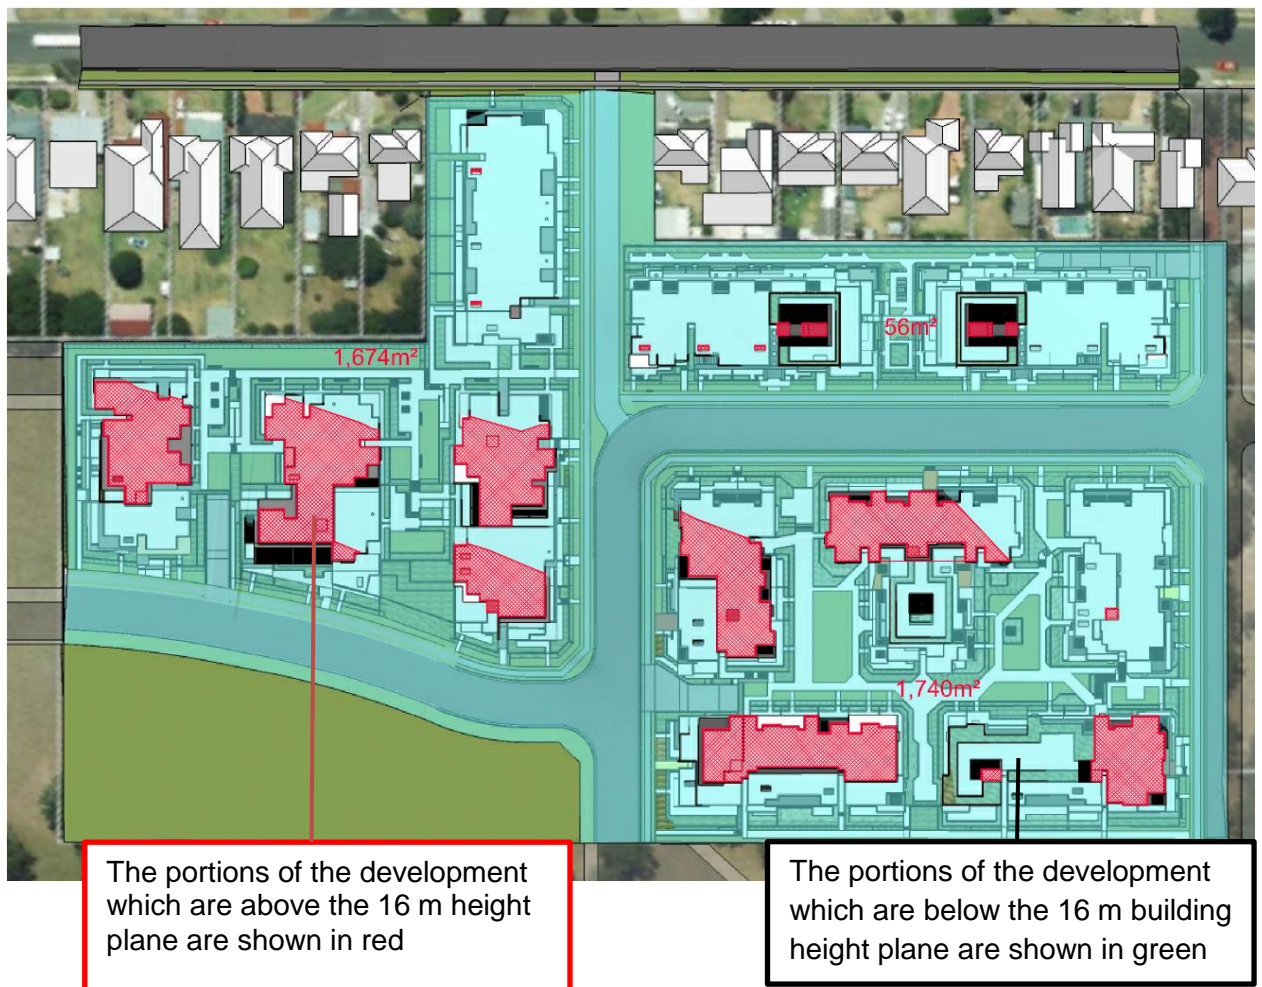 56m²
1,674m²
1,740m²
The portions of the development
which are above the 16 m height
plane are shown in red
The portions of the development
which are below the 16 m building
height plane are shown in green